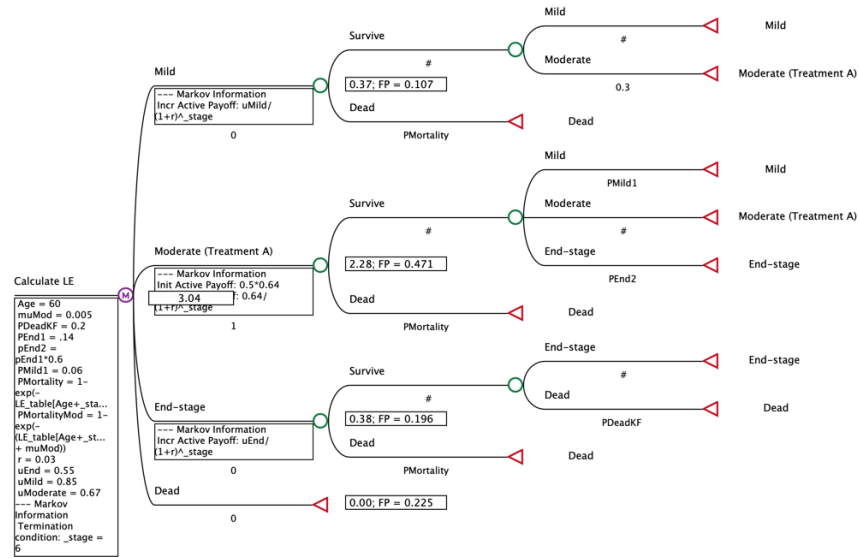 Mild
Survive
Mild
Mild
#
#
Moderate
Moderate (Treatment A)
Mild
0.37; FP = 0.107
0.3
--- Markov Information
Incr Active Payoff: uMild/
(1+r)^_stage
0
Dead
Dead
PMortality
Mild
Mild
PMild1
Survive
Moderate
Moderate (Treatment A)
#
#
Moderate (Treatment A)
2.28; FP = 0.471
End-stage
End-stage
PEnd2
--- Markov Information
Init Active Payoff: 0.5*0.64
3.04
f: 0.64/
(1+r)^_stage
1
Dead
Dead
PMortality
Calculate LE
M
Age = 60
muMod = 0.005
PDeadKF = 0.2
PEnd1 = .14
pEnd2 =
pEnd1*0.6
PMild1 = 0.06
PMortality = 1-
exp(-
LE_table[Age+_sta...
PMortalityMod = 1-
exp(-
(LE_table[Age+_st...
+ muMod))
r = 0.03
uEnd = 0.55
uMild = 0.85
uModerate = 0.67
--- Markov
Information
Termination
condition: _stage =
6
End-stage
End-stage
#
Survive
#
Dead
Dead
PDeadKF
End-stage
0.38; FP = 0.196
--- Markov Information
Incr Active Payoff: uEnd/
(1+r)^_stage
0
Dead
Dead
PMortality
Dead
0.00; FP = 0.225
0